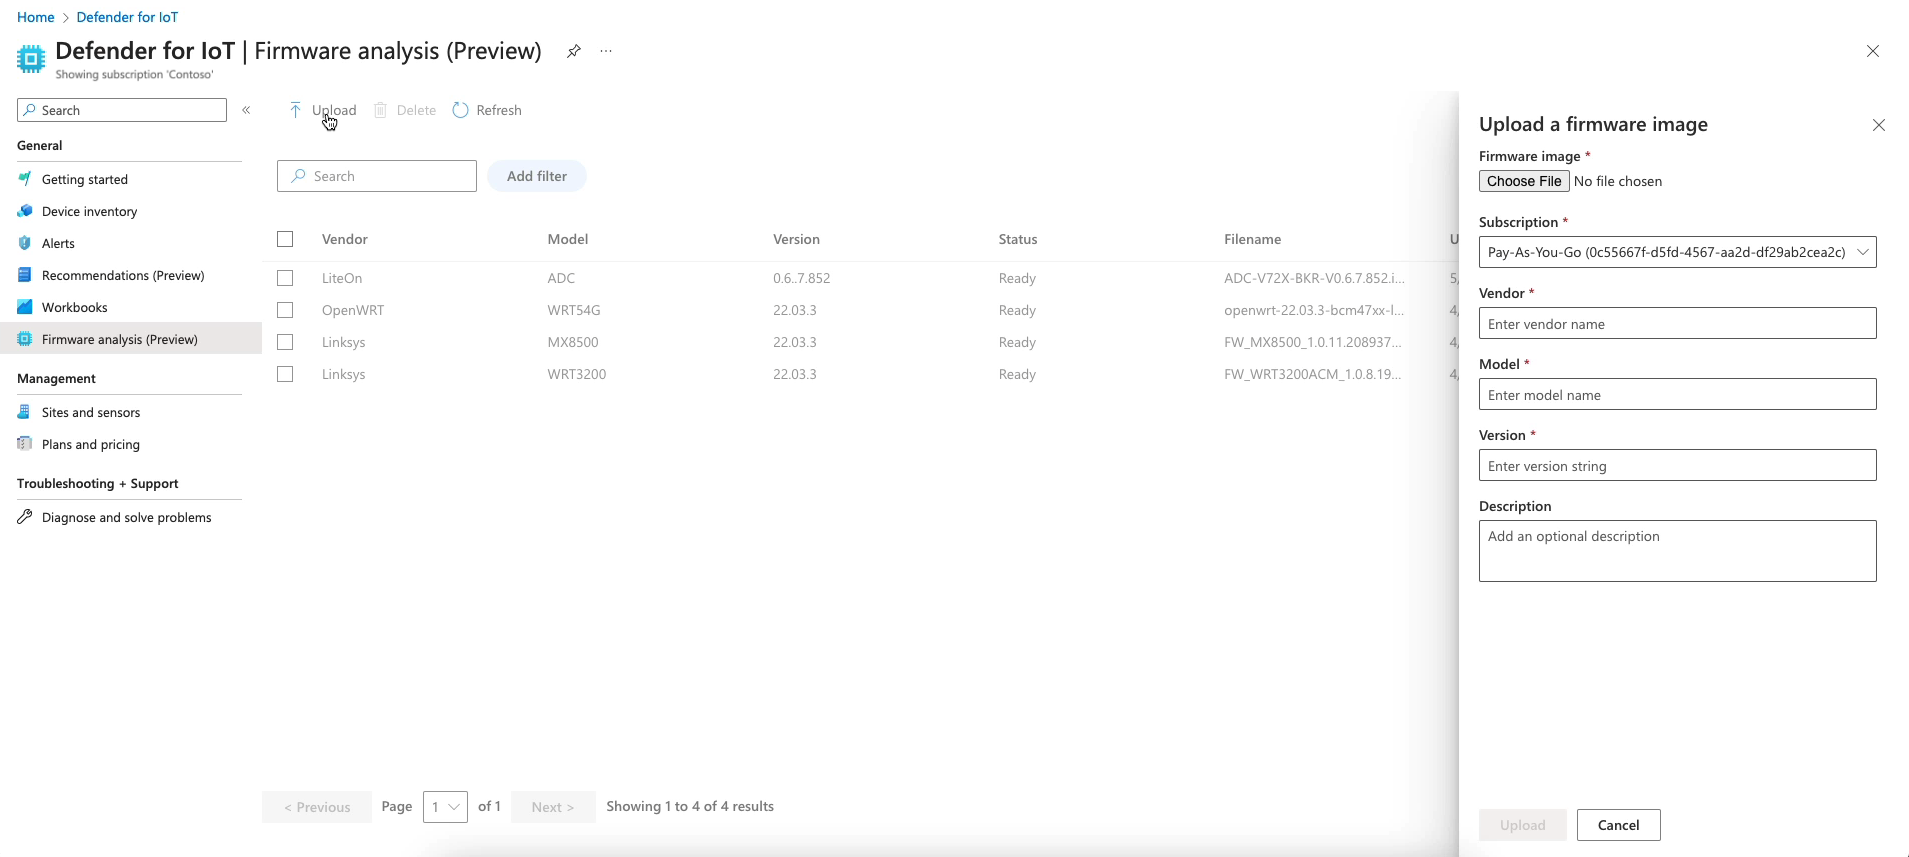 Home > Defender for IoT
Defender for IoT | Firmware analysis (Preview)
Showing subscription 'Contoso'
Search
General
Getting started
Device inventory
Alerts
Recommendations (Preview)
Workbooks
Firmware analysis (Preview)
Management
Sites and sensors
Plans and pricing
Troubleshooting + Support
Diagnose and solve problems
Upload Delete Refresh
Search Add filter
Vendor Model Version Status Filename
LiteOn ADC 0.6..7.852 Ready ADC-V72X-BKR-V0.6.7.852.i...
OpenWRT WRT54G 22.03.3 Ready openwrt-22.03.3-bcm47xx-l...
Linksys MX8500 22.03.3 Ready FW_MX8500_1.0.11.208937...
Linksys WRT3200 22.03.3 Ready FW_WRT3200ACM_1.0.8.19...
< Previous Page 1 of 1 Next > Showing 1 to 4 of 4 results
Upload a firmware image
Firmware image *
Choose File No file chosen
Subscription *
Pay-As-You-Go (0c55667f-d5fd-4567-aa2d-df29ab2cea2c)
Vendor *
Enter vendor name
Model *
Enter model name
Version *
Enter version string
Description
Add an optional description
Upload Cancel